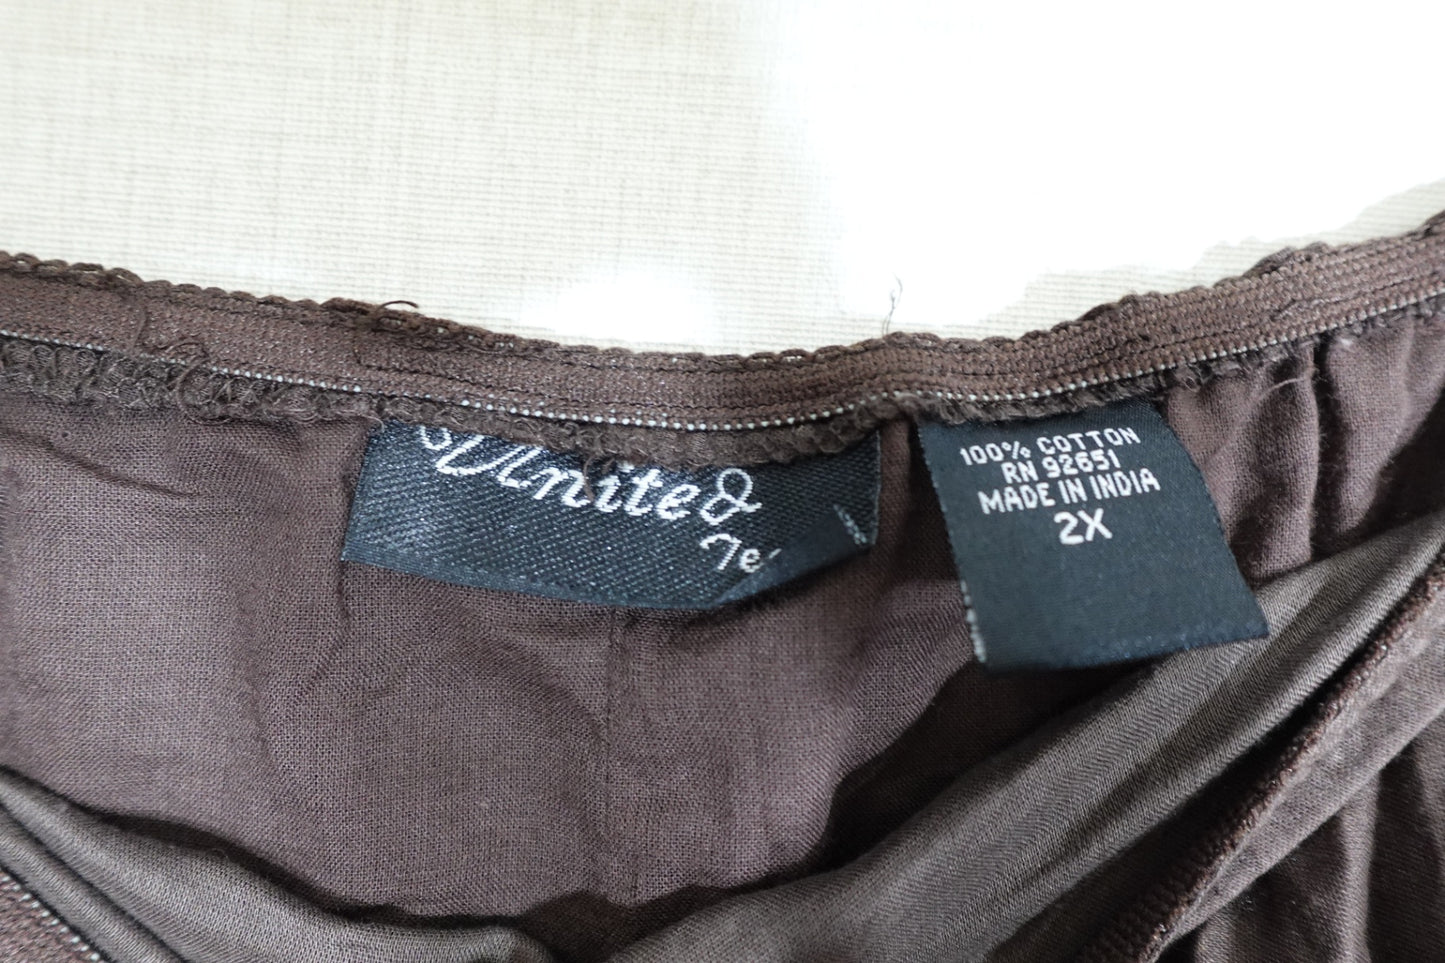 United
100% COTTON
RN 92651
MADE IN INDIA
2X